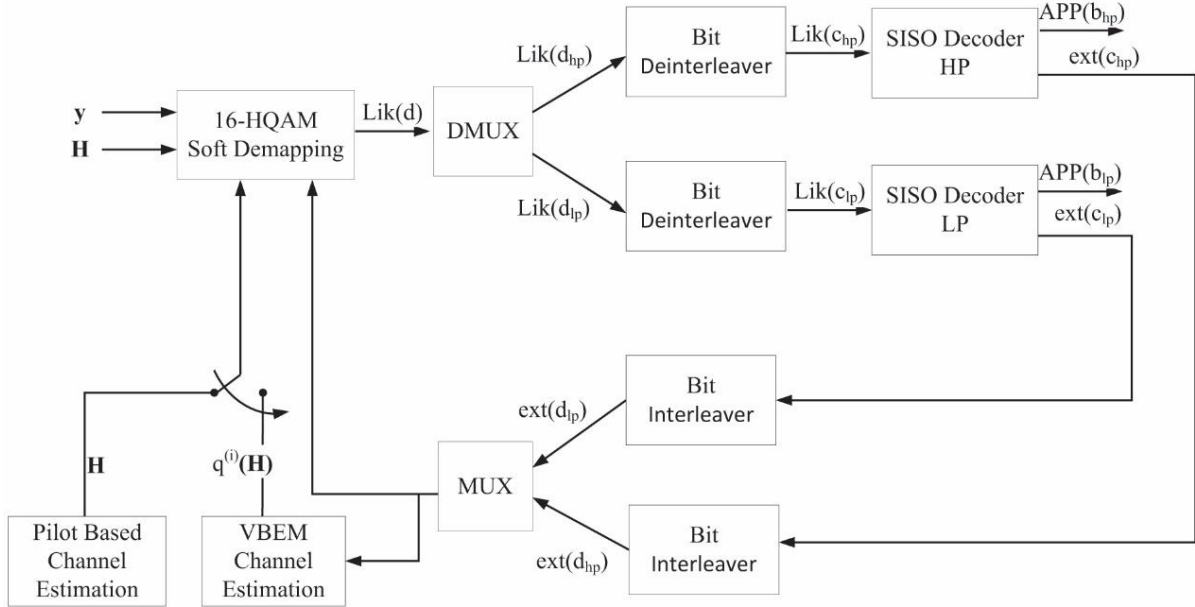 y
H
16-HQAM
Soft Demapping
Lik(d)
DMUX
Lik(d_hp)
Lik(d_lp)
Bit
Deinterleaver
Lik(c_hp)
SISO Decoder
HP
APP(b_hp)
ext(c_hp)
Bit
Deinterleaver
Lik(c_lp)
SISO Decoder
LP
APP(b_lp)
ext(c_lp)
Bit
Interleaver
ext(d_lp)
MUX
ext(d_hp)
Bit
Interleaver
H
q^(i)(H)
Pilot Based
Channel
Estimation
VBEM
Channel
Estimation